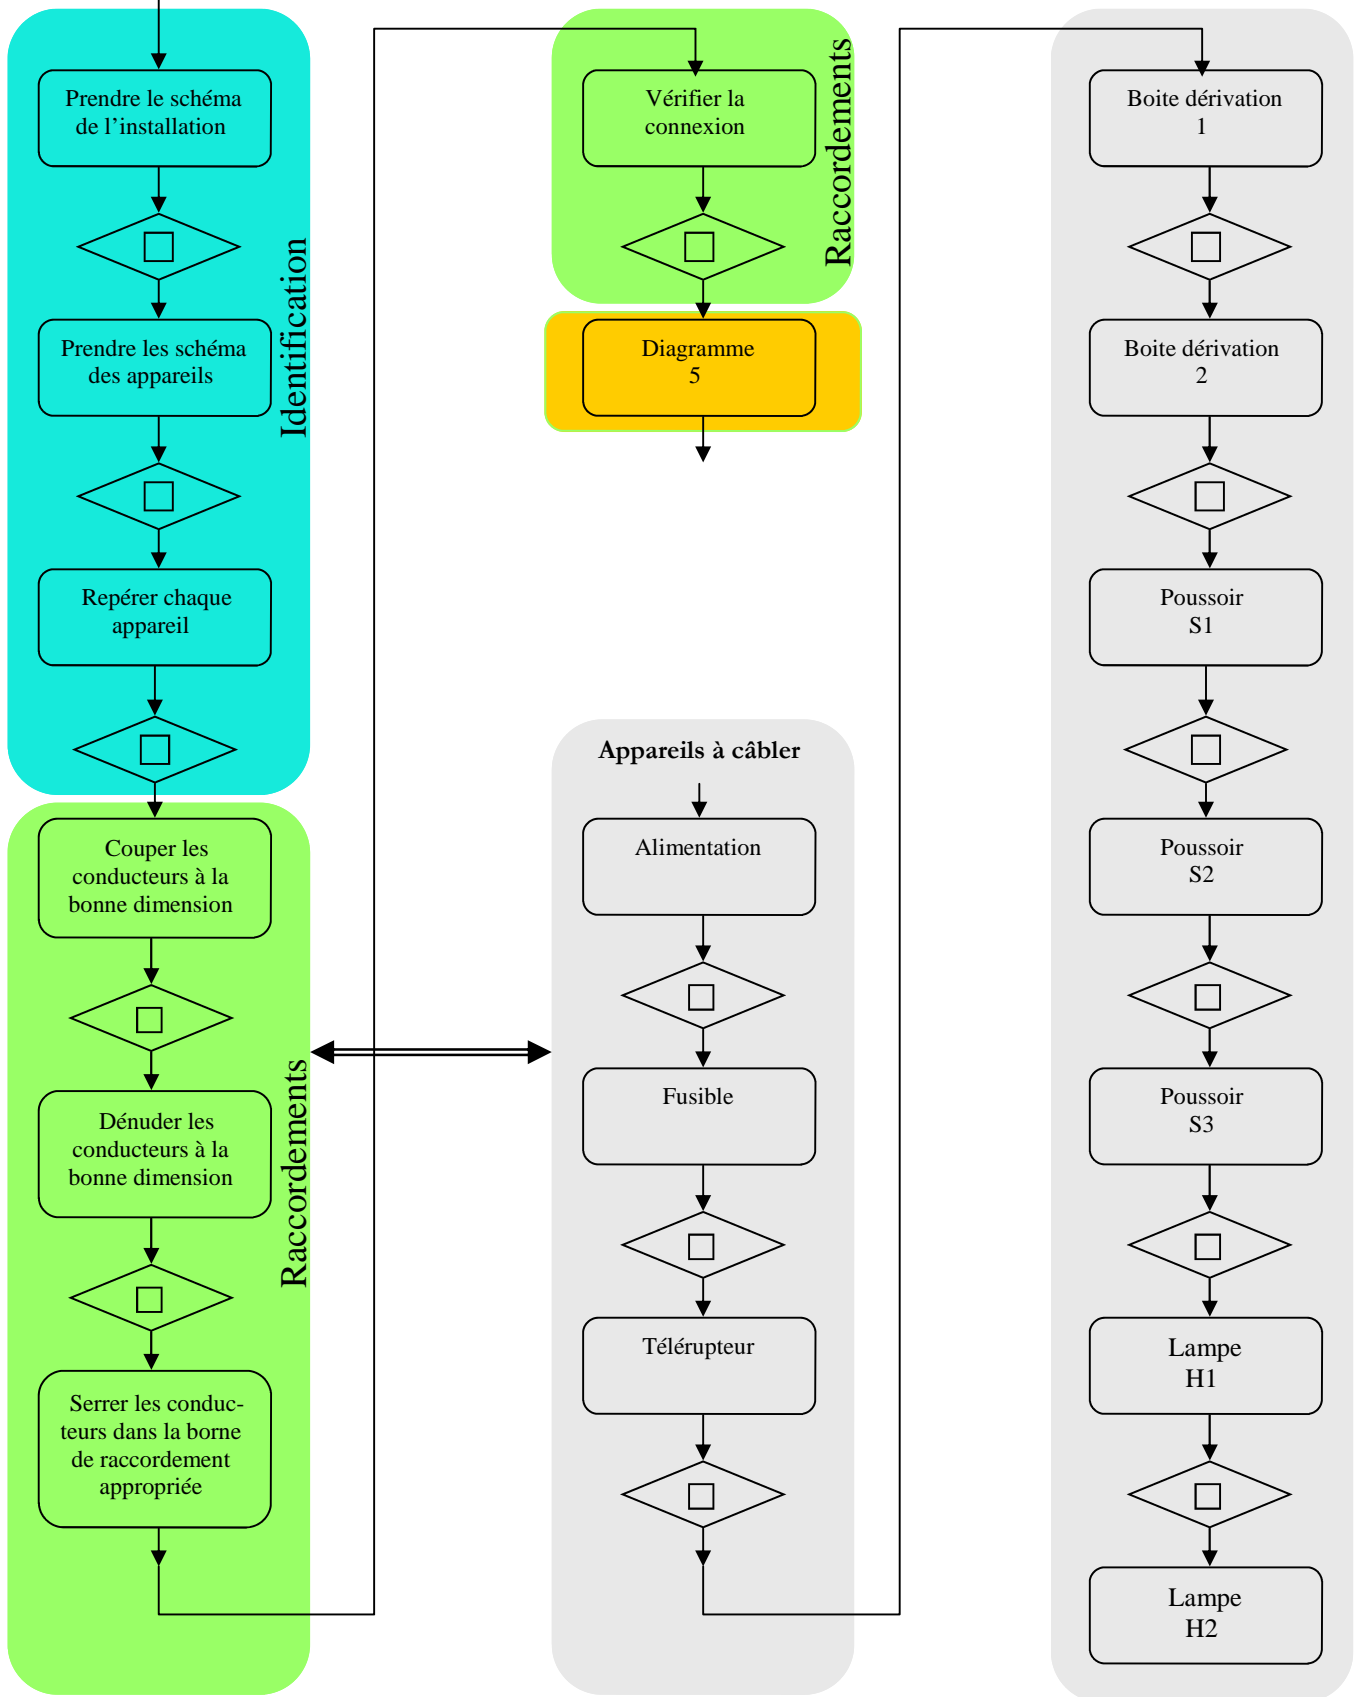 Prendre le schéma
de l'installation
Prendre les schéma
des appareils
Repérer chaque
appareil
Identification
Couper les
conducteurs à la
bonne dimension
Dénuder les
conducteurs à la
bonne dimension
Serrer les conduc-
teurs dans la borne
de raccordement
appropriée
Raccordements
Vérifier la
connexion
Raccordements
Diagramme
5
Appareils à câbler
Alimentation
Fusible
Télérupteur
Boite dérivation
1
Boite dérivation
2
Poussoir
S1
Poussoir
S2
Poussoir
S3
Lampe
H1
Lampe
H2